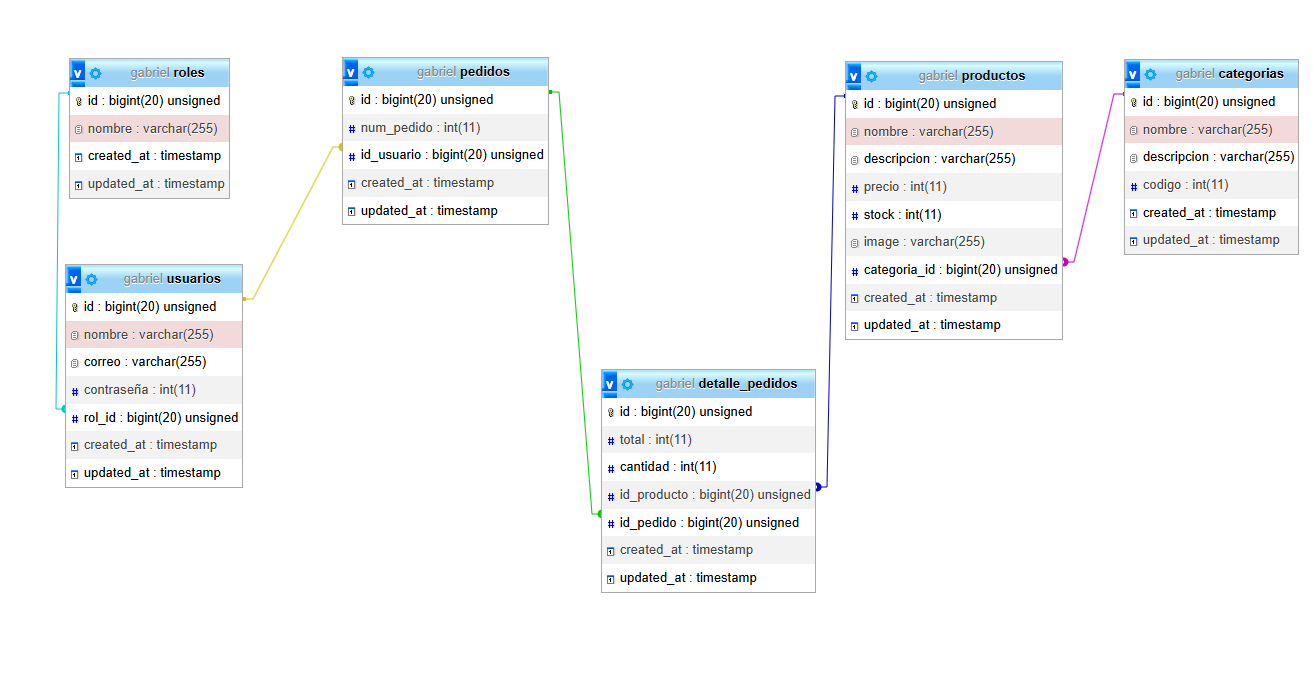 gabriel roles
id : bigint(20) unsigned
nombre : varchar(255)
created_at : timestamp
updated_at : timestamp
gabriel pedidos
id : bigint(20) unsigned
num_pedido : int(11)
id_usuario : bigint(20) unsigned
created_at : timestamp
updated_at : timestamp
gabriel productos
id : bigint(20) unsigned
nombre : varchar(255)
descripcion : varchar(255)
precio : int(11)
stock : int(11)
image : varchar(255)
categoria_id : bigint(20) unsigned
created_at : timestamp
updated_at : timestamp
gabriel categorias
id : bigint(20) unsigned
nombre : varchar(255)
descripcion : varchar(255)
codigo : int(11)
created_at : timestamp
updated_at : timestamp
gabriel usuarios
id : bigint(20) unsigned
nombre : varchar(255)
correo : varchar(255)
contraseña : int(11)
rol_id : bigint(20) unsigned
created_at : timestamp
updated_at : timestamp
gabriel detalle_pedidos
id : bigint(20) unsigned
total : int(11)
cantidad : int(11)
id_producto : bigint(20) unsigned
id_pedido : bigint(20) unsigned
created_at : timestamp
updated_at : timestamp